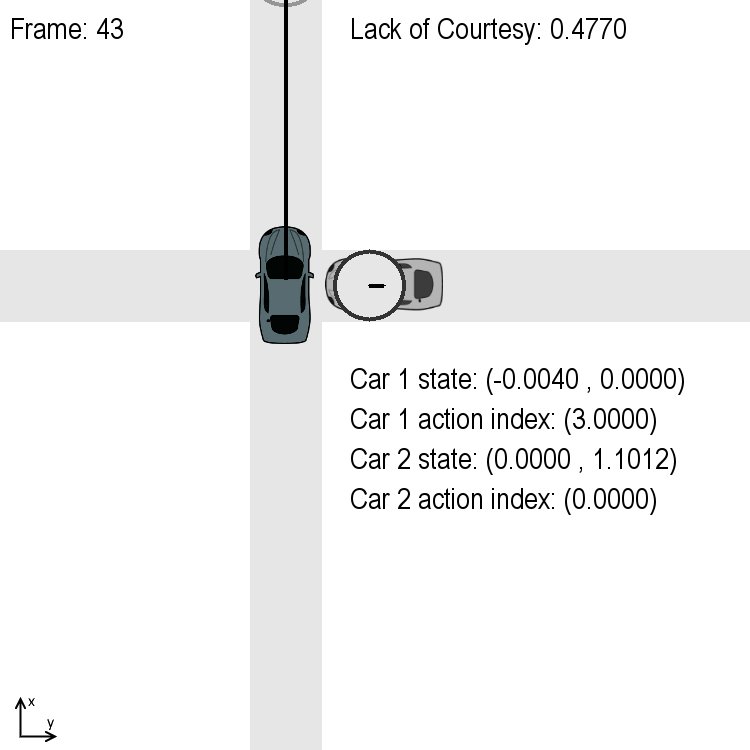 Frame: 43
Lack of Courtesy: 0.4770
Car 1 state: (-0.0040 , 0.0000)
Car 1 action index: (3.0000)
Car 2 state: (0.0000 , 1.1012)
Car 2 action index: (0.0000)
x
y